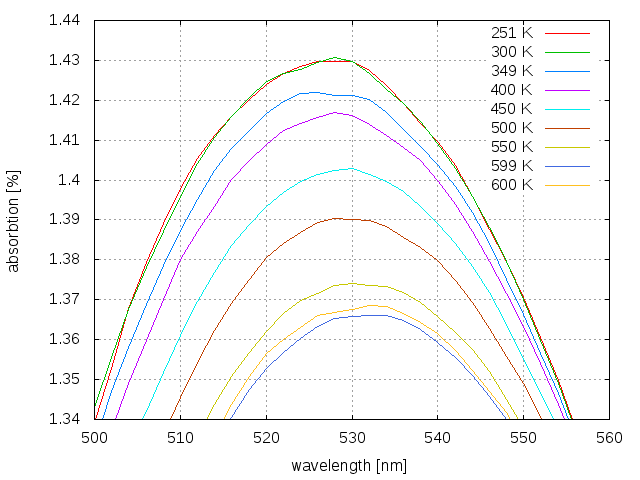 1.44
1.43
1.42
1.41
1.4
1.39
1.38
1.37
1.36
1.35
1.34
absorbtion [%]
251 K
300 K
349 K
400 K
450 K
500 K
550 K
599 K
600 K
500 510 520 530 540 550 560
wavelength [nm]